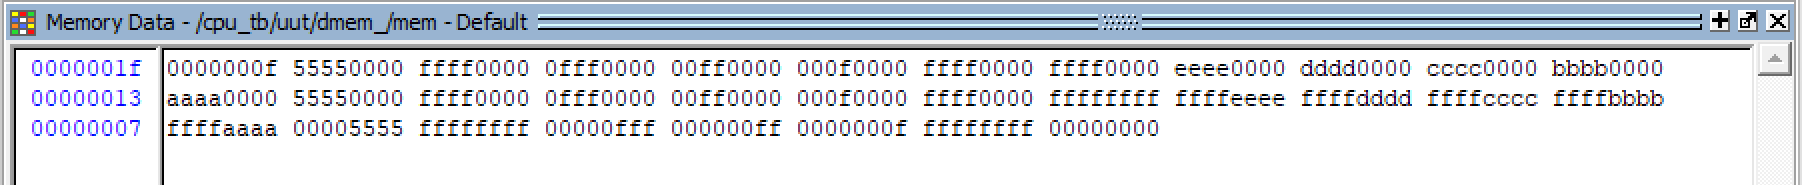 Memory Data - /cpu_tb/uut/dmem_/mem - Default
0000001f 0000000f 55550000 ffff0000 0fff0000 00ff0000 000f0000 ffff0000 ffff0000 eeee0000 dddd0000 cccc0000 bbbb0000
00000013 aaaa0000 55550000 ffff0000 0fff0000 00ff0000 000f0000 ffff0000 ffffffff ffffeeee ffffdddd ffffcccc ffffbbbb
00000007 ffffaaaa 00005555 ffffffff 00000fff 000000ff 0000000f ffffffff 00000000